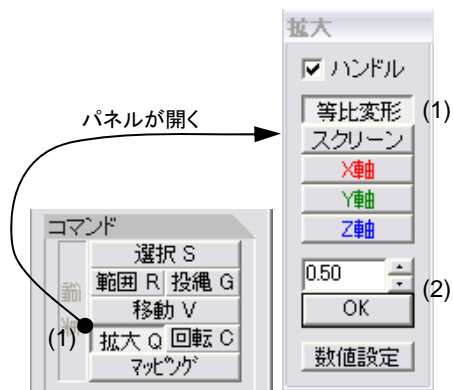 拡大
ハンドル
等比変形 (1)
スクリーン
X軸
Y軸
Z軸
0.50
OK (2)
数値設定
パネルが開く
コマンド
選択 S
範囲 R 投縄 G
移動 V
(1) 拡大 Q 回転 C
マッピング